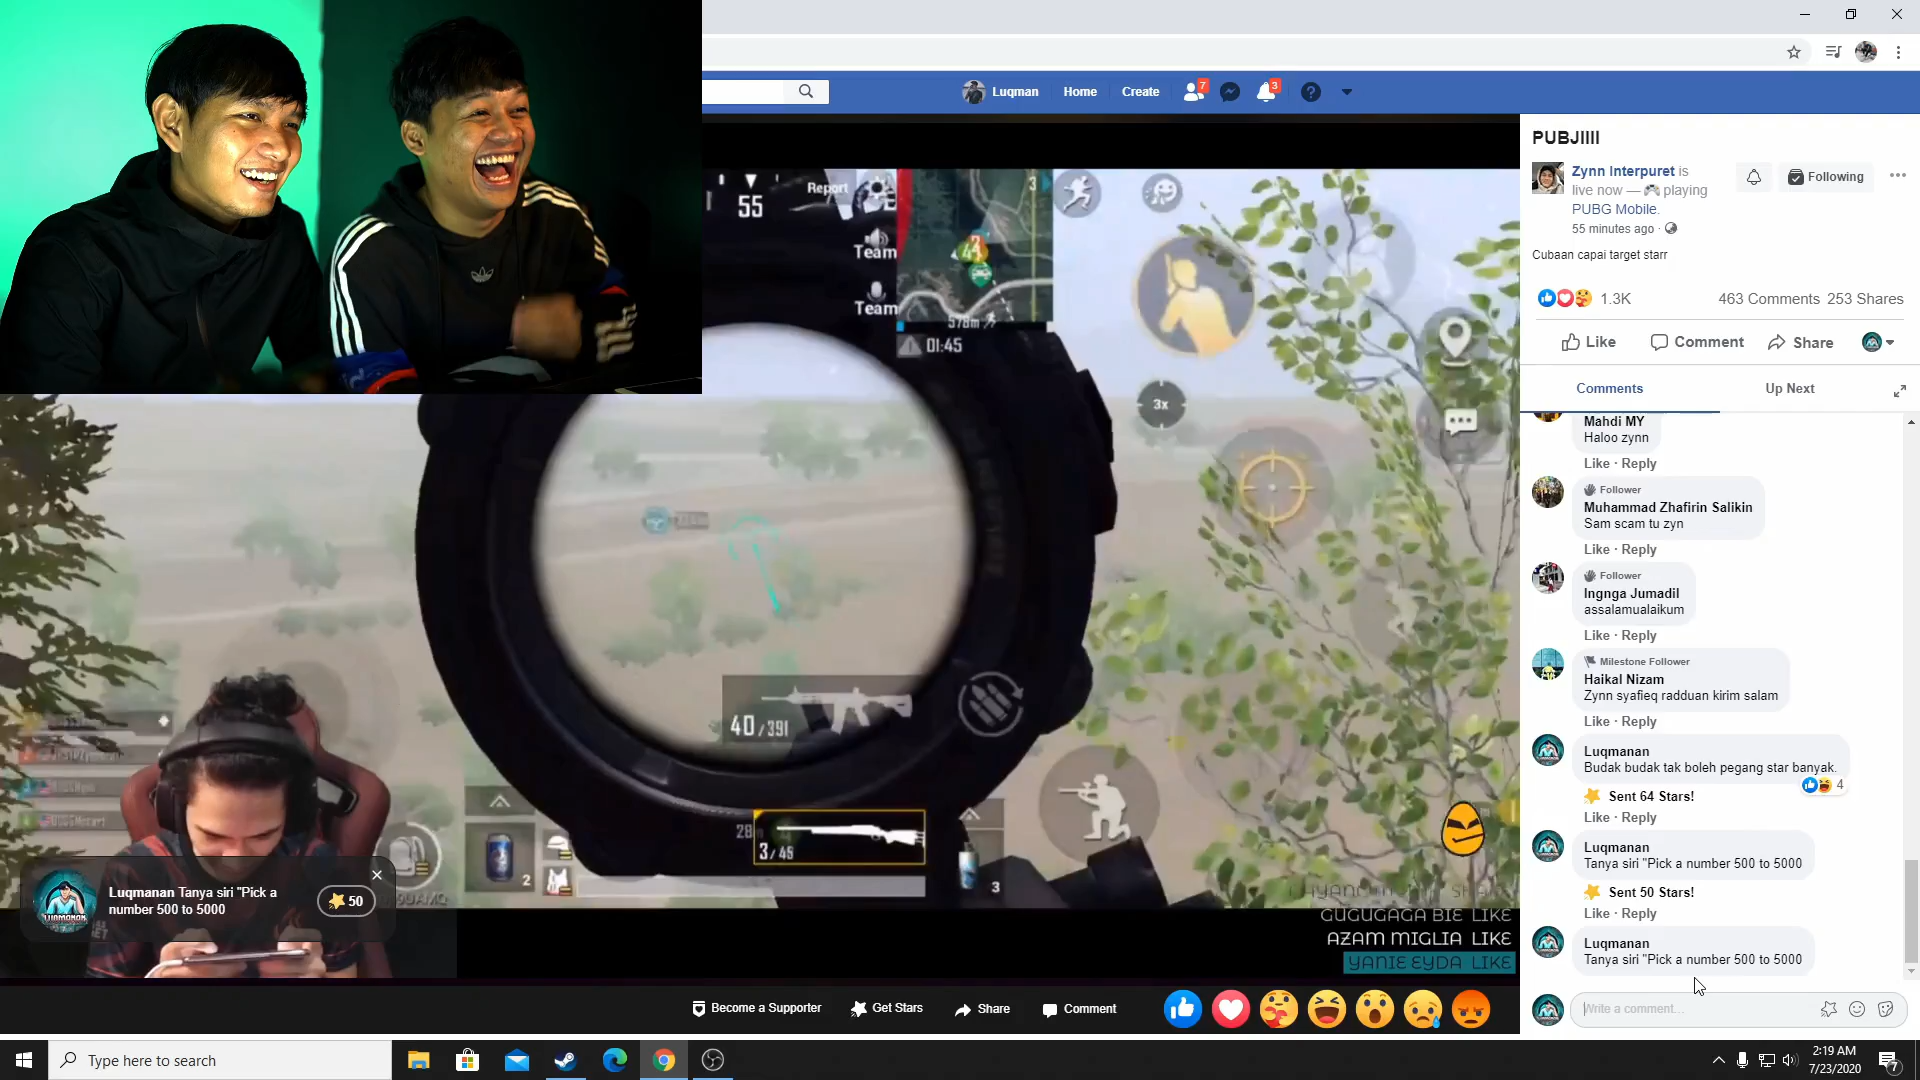 Luqman
Home
Create
7
3
PUBJIIII
Zynn Interpuret is
live now — playing
PUBG Mobile.
55 minutes ago ·
Following
Cubaan capai target starr
1.3K
463 Comments 253 Shares
Like
Comment
Share
Comments
Up Next
Mahdi MY
Haloo zynn
Like · Reply
Follower
Muhammad Zhafirin Salikin
Sam scam tu zyn
Like · Reply
Follower
Ingnga Jumadil
assalamualaikum
Like · Reply
Milestone Follower
Haikal Nizam
Zynn syafieq radduan kirim salam
Like · Reply
Luqmanan
Budak budak tak boleh pegang star banyak.
4
Sent 64 Stars!
Like · Reply
Luqmanan
Tanya siri "Pick a number 500 to 5000
Sent 50 Stars!
Like · Reply
Luqmanan
Tanya siri "Pick a number 500 to 5000
Write a comment...
55
Report
3
Team
Team
578m
01:45
3x
40/391
28
3/45
2
3
Luqmanan Tanya siri "Pick a
number 500 to 5000
50
GUGUGAGA BIE LIKE
AZAM MIGLIA LIKE
YANIE EYDA LIKE
Become a Supporter
Get Stars
Share
Comment
Type here to search
2:19 AM
7/23/2020
7